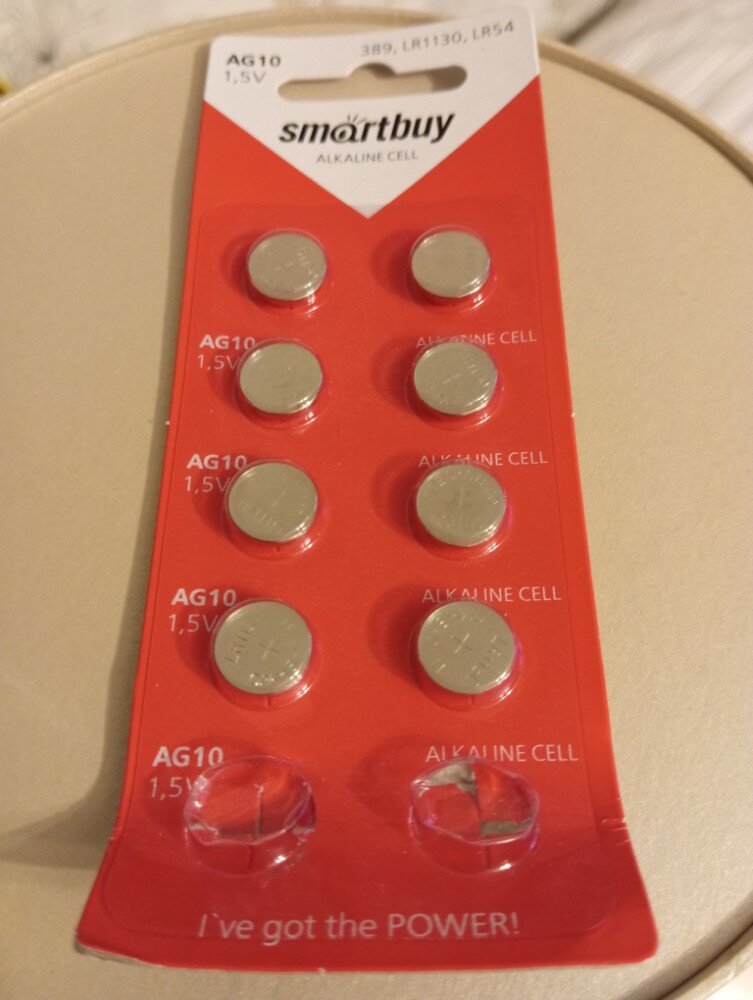 AG10 389, LR1130, LR54
1,5V
smartbuy
ALKALINE CELL
AG10 ALKALINE CELL
1,5V
AG10 ALKALINE CELL
1,5V
AG10 ALKALINE CELL
1,5V
AG10 ALKALINE CELL
1,5V
I`ve got the POWER!